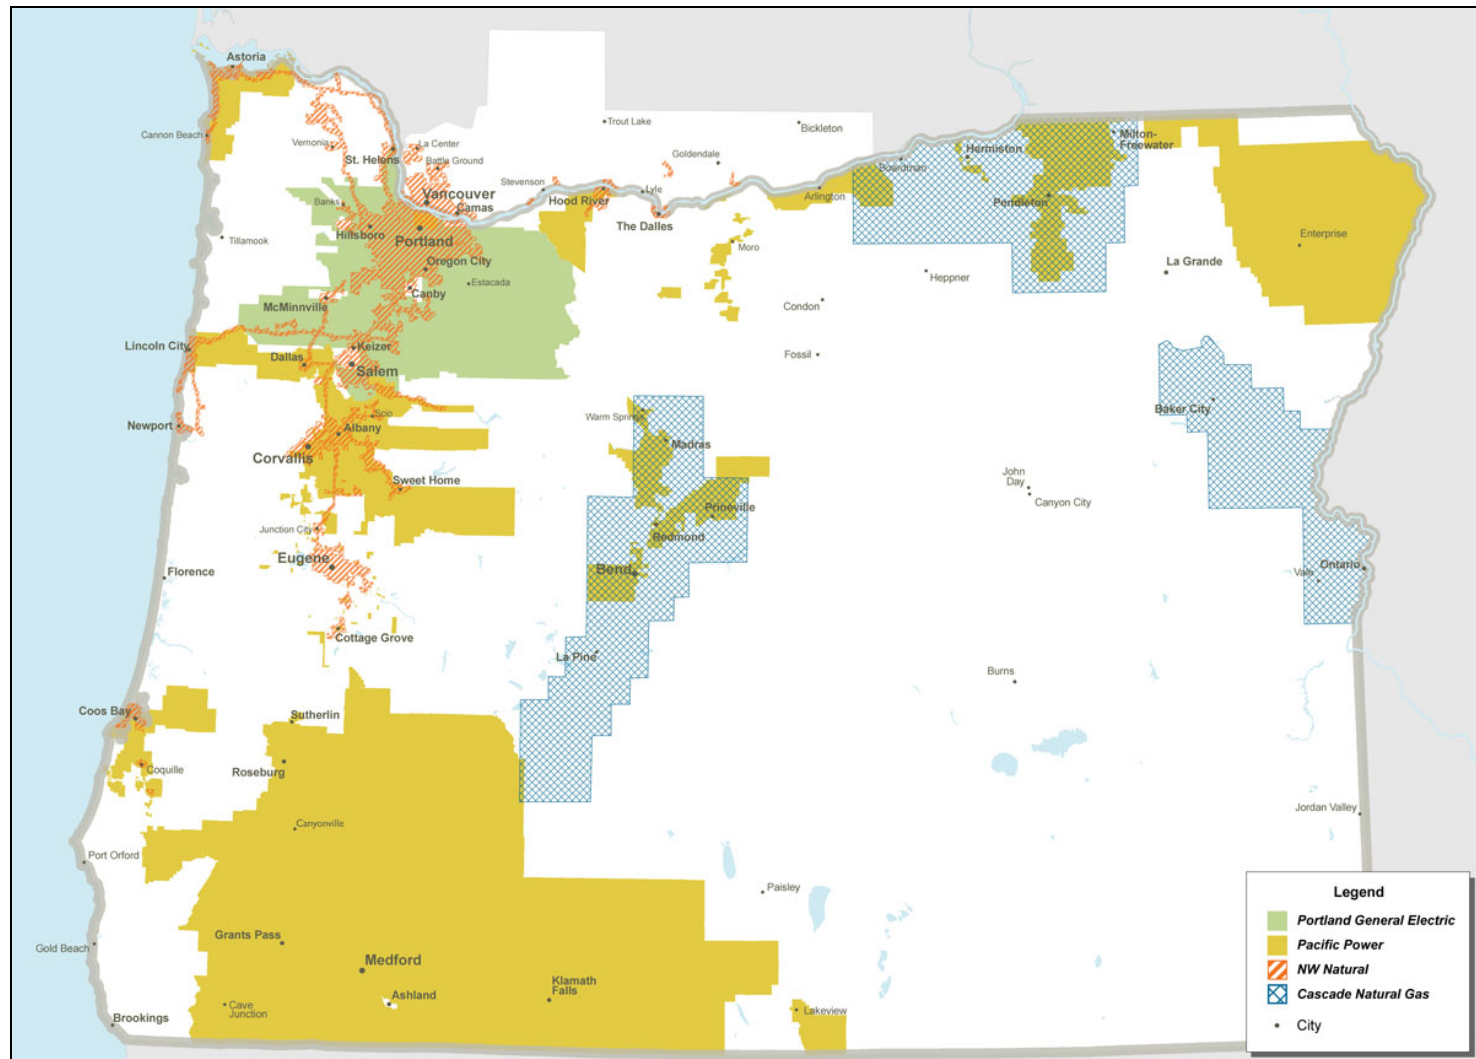 Astoria
Cannon Beach
Vernonia
St. Helens
La Center
Battle Ground
Trout Lake
Bickleton
Goldendale
Stevenson
Vancouver
Camas
Banks
Hillsboro
Portland
Tillamook
Oregon City
Estacada
Canby
McMinnville
Hood River
Lyle
The Dalles
Arlington
Boardman
Hermiston
Milton-
Freewater
Pendleton
Moro
Heppner
La Grande
Enterprise
Condon
Fossil
Lincoln City
Dallas
Keizer
Salem
Newport
Scio
Albany
Corvallis
Sweet Home
Warm Springs
Madras
Prineville
Redmond
Bend
La Pine
Baker City
John
Day
Canyon City
Junction City
Eugene
Florence
Cottage Grove
Vale
Ontario
Burns
Coos Bay
Coquille
Sutherlin
Roseburg
Canyonville
Port Orford
Jordan Valley
Paisley
Gold Beach
Grants Pass
Medford
Ashland
Klamath
Falls
Cave
Junction
Brookings
Lakeview
Legend
Portland General Electric
Pacific Power
NW Natural
Cascade Natural Gas
City